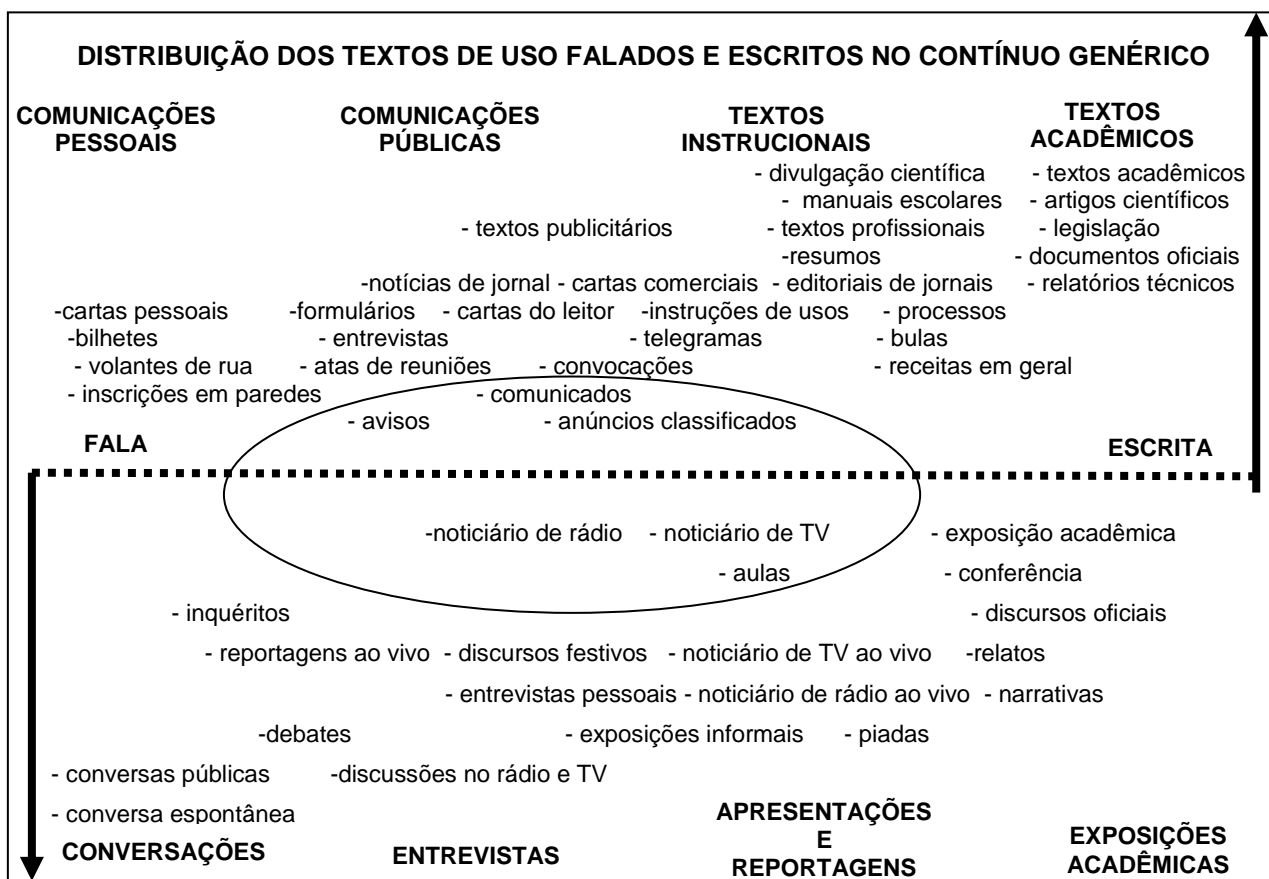 DISTRIBUIÇÃO DOS TEXTOS DE USO FALADOS E ESCRITOS NO CONTÍNUO GENÉRICO
COMUNICAÇÕES PESSOAIS
COMUNICAÇÕES PÚBLICAS
TEXTOS INSTRUCIONAIS
TEXTOS ACADÊMICOS
- divulgação científica - textos acadêmicos
- manuais escolares - artigos científicos
- textos publicitários - textos profissionais - legislação
-resumos - documentos oficiais
-notícias de jornal - cartas comerciais - editoriais de jornais - relatórios técnicos
-cartas pessoais -formulários - cartas do leitor -instruções de usos - processos
-bilhetes - entrevistas - telegramas - bulas
- volantes de rua - atas de reuniões - convocações - receitas em geral
- inscrições em paredes - comunicados
- avisos - anúncios classificados
FALA ESCRITA
-noticiário de rádio - noticiário de TV - exposição acadêmica
- aulas - conferência
- inquéritos - discursos oficiais
- reportagens ao vivo - discursos festivos - noticiário de TV ao vivo -relatos
- entrevistas pessoais - noticiário de rádio ao vivo - narrativas
-debates - exposições informais - piadas
- conversas públicas -discussões no rádio e TV
- conversa espontânea
CONVERSAÇÕES
ENTREVISTAS
APRESENTAÇÕES
E
REPORTAGENS
EXPOSIÇÕES
ACADÊMICAS